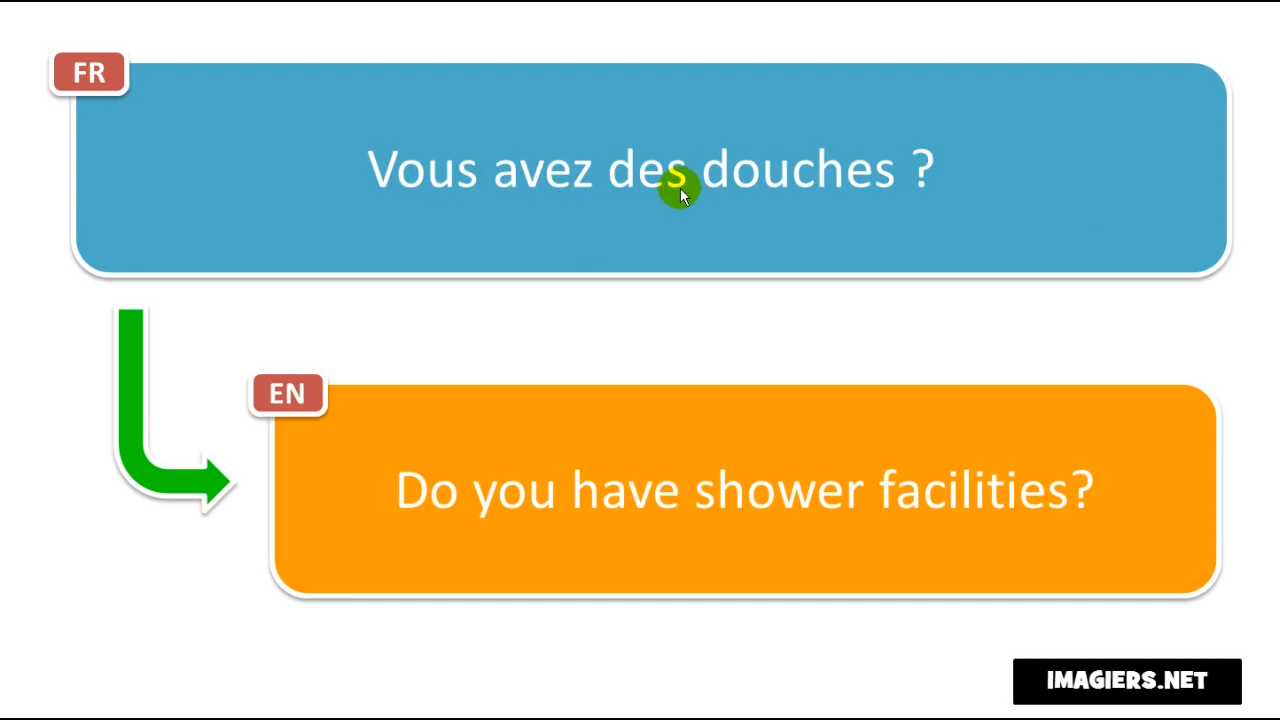 FR
Vous avez des douches ?
EN
Do you have shower facilities?
IMAGIERS.NET